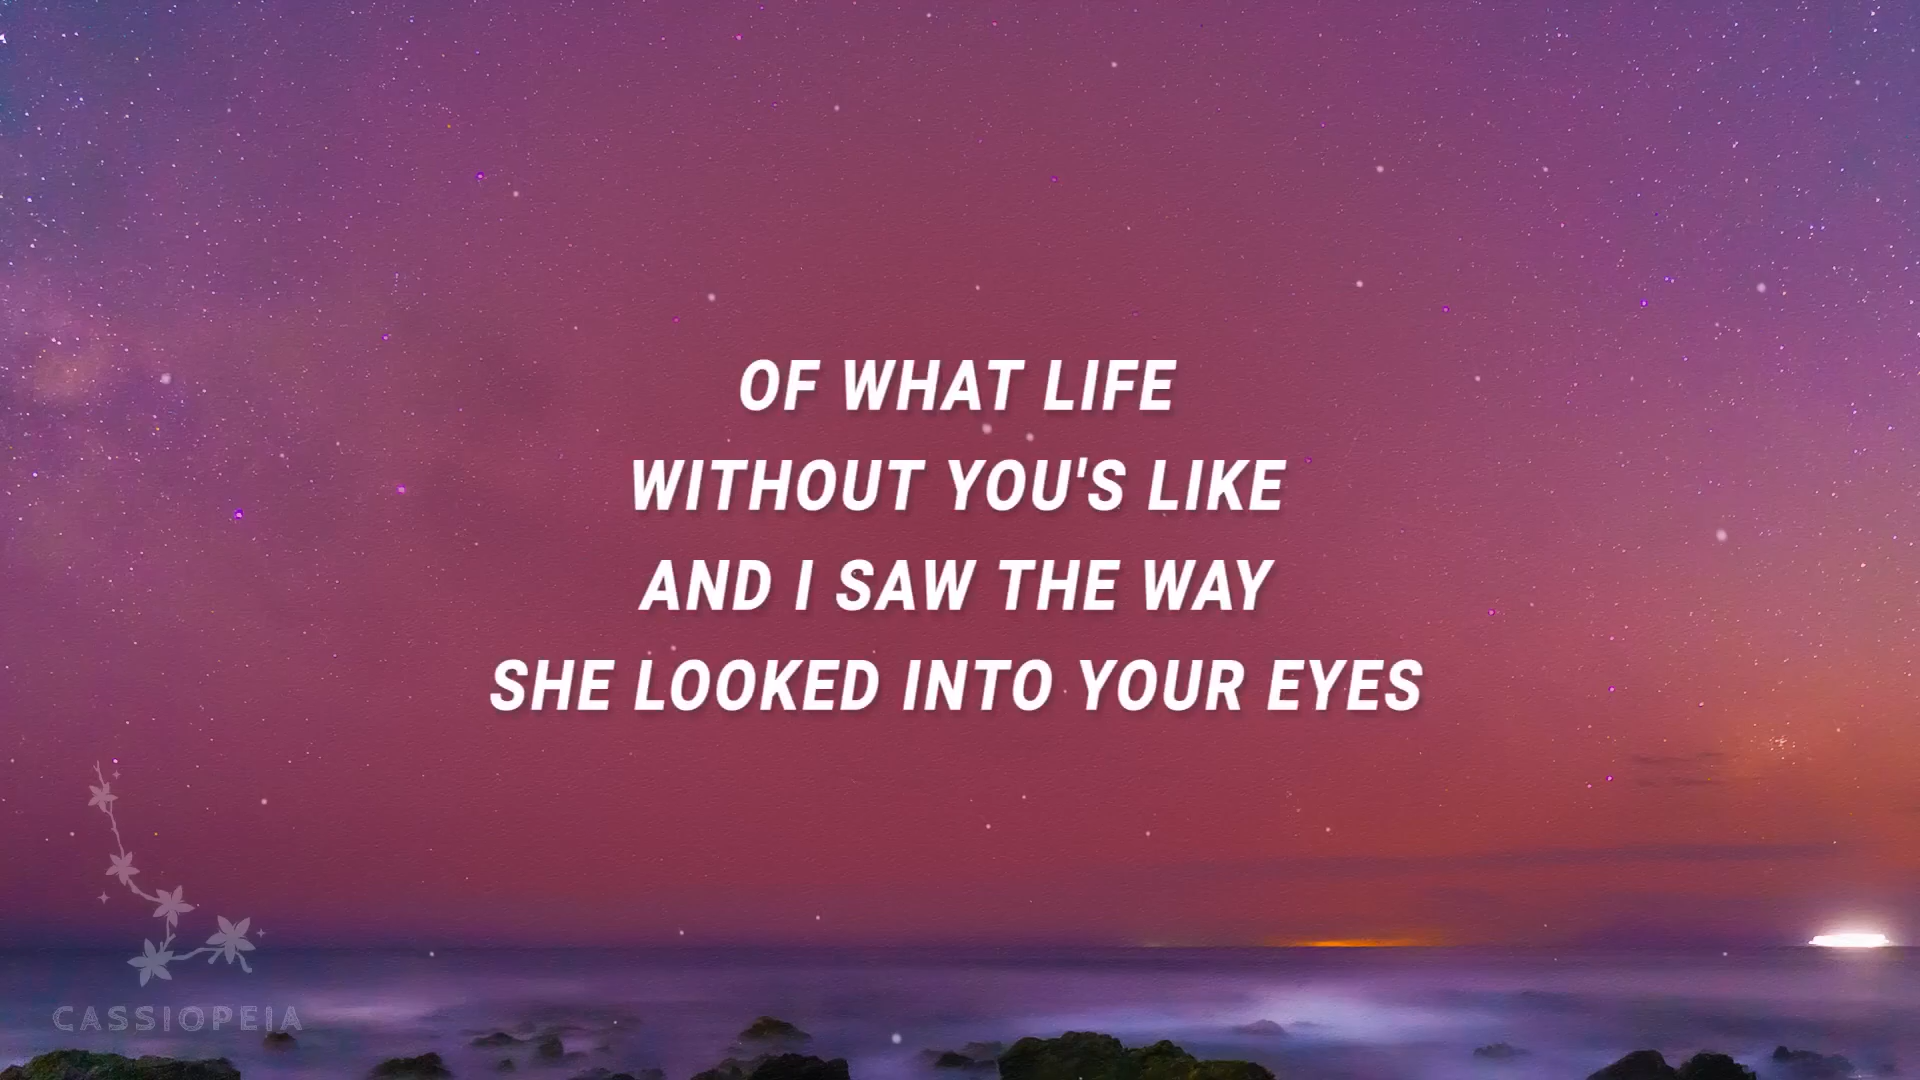 OF WHAT LIFE
WITHOUT YOU'S LIKE
AND I SAW THE WAY
SHE LOOKED INTO YOUR EYES
CASSIOPEIA